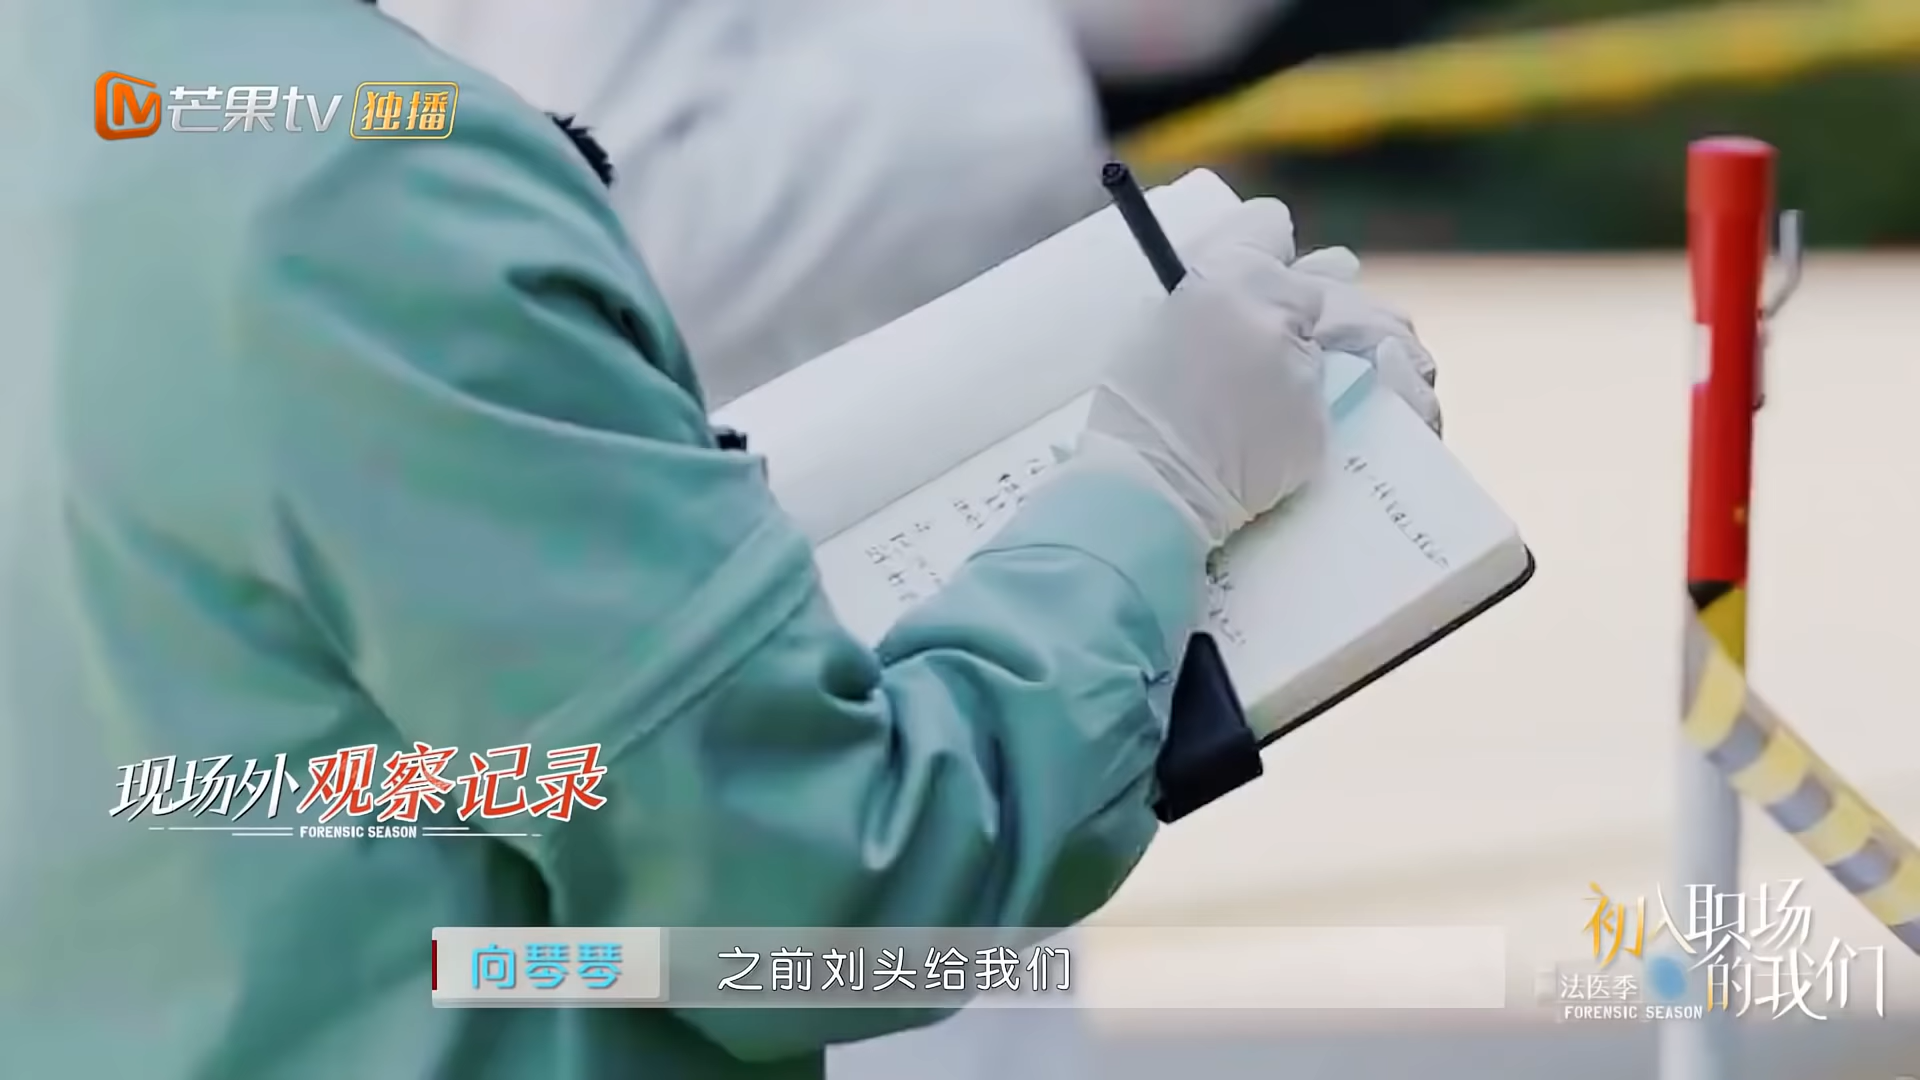 芒果tv 独播
现场外观察记录
FORENSIC SEASON
向琴琴 之前刘头给我们
初入职场的我们
法医季
FORENSIC SEASON